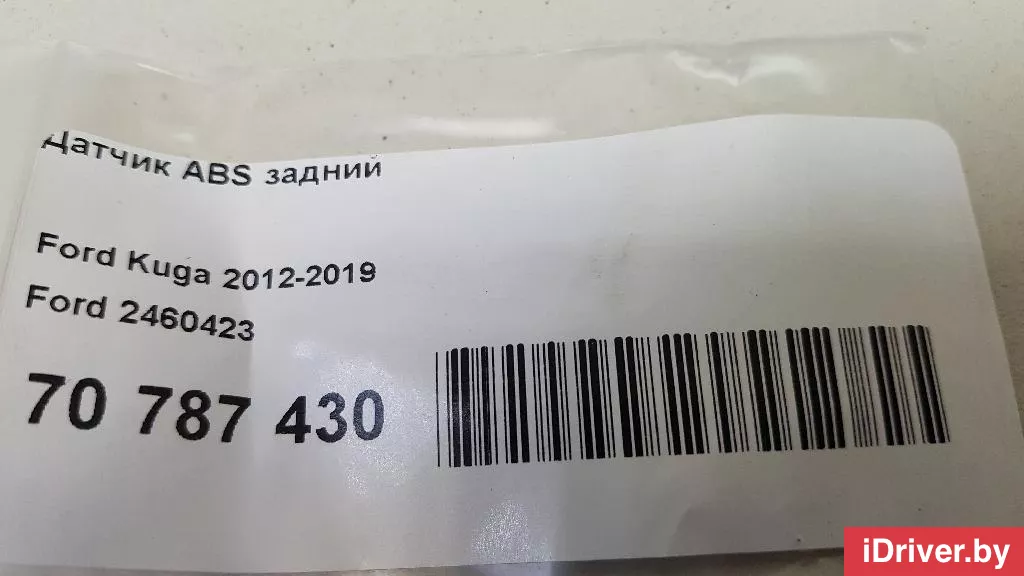 Датчик ABS задний
Ford Kuga 2012-2019
Ford 2460423
70 787 430
iDriver.by